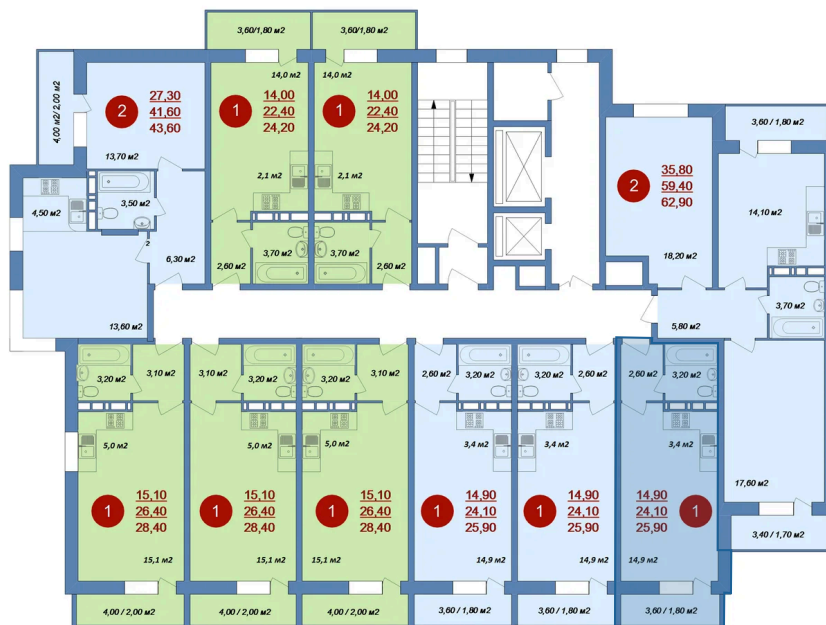 3,60/1,80 м2
3,60/1,80 м2
4,00 м2/ 2,00 м2
2
27,30
41,60
43,60
13,70 м2
14,0 м2
1
14,00
22,40
24,20
2,1 м2
14,0 м2
1
14,00
22,40
24,20
2,1 м2
3,60 / 1,80 м2
2
35,80
59,40
62,90
18,20 м2
14,10 м2
4,50 м2
3,50 м2
2
6,30 м2
13,60 м2
2,60 м2
3,70 м2
3,70 м2
2,60 м2
3,70 м2
5,80 м2
3,20 м2
3,10 м2
3,10 м2
3,20 м2
3,20 м2
3,10 м2
2,60 м2
3,20 м2
3,20 м2
2,60 м2
2,60 м2
3,20 м2
5,0 м2
5,0 м2
5,0 м2
3,4 м2
3,4 м2
3,4 м2
17,60 м2
1
15,10
26,40
28,40
15,1 м2
1
15,10
26,40
28,40
15,1 м2
1
15,10
26,40
28,40
15,1 м2
1
14,90
24,10
25,90
14,9 м2
1
14,90
24,10
25,90
14,9 м2
14,90
24,10
25,90
1
14,9 м2
3,40 / 1,70 м2
4,00 / 2,00 м2
4,00 / 2,00 м2
4,00 / 2,00 м2
3,60 / 1,80 м2
3,60 / 1,80 м2
3,60 / 1,80 м2